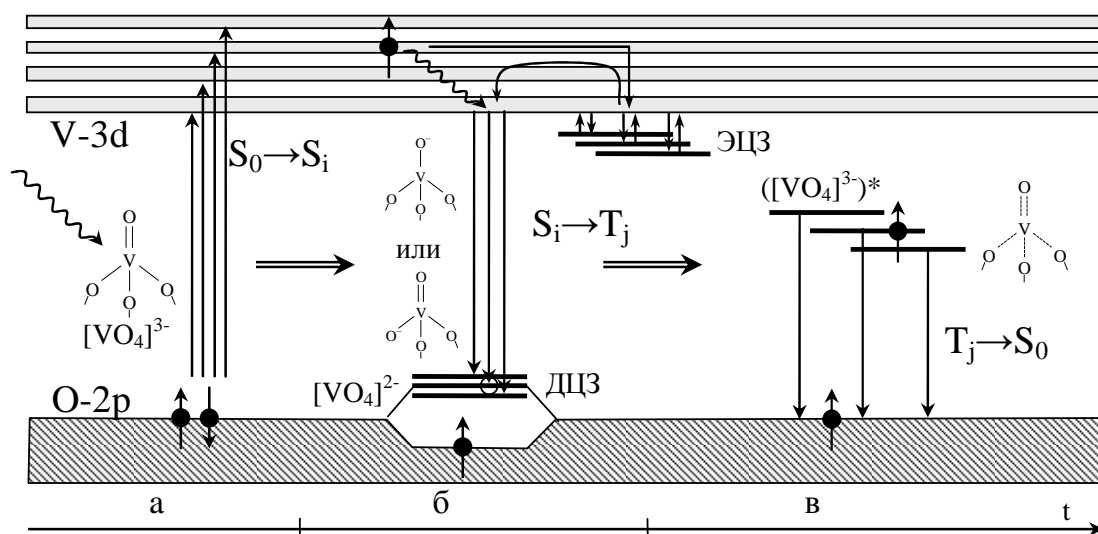 V-3d
S₀→Sᵢ
O
V
O
O
O
[VO₄]³⁻
O⁻
V
O
O
O
или
O
V
O⁻
O
O
[VO₄]²⁻
ЭЦЗ
Sᵢ→Tⱼ
ДЦЗ
([VO₄]³⁻)*
O
V
O
O
O
Tⱼ→S₀
O-2p
а
б
в
t